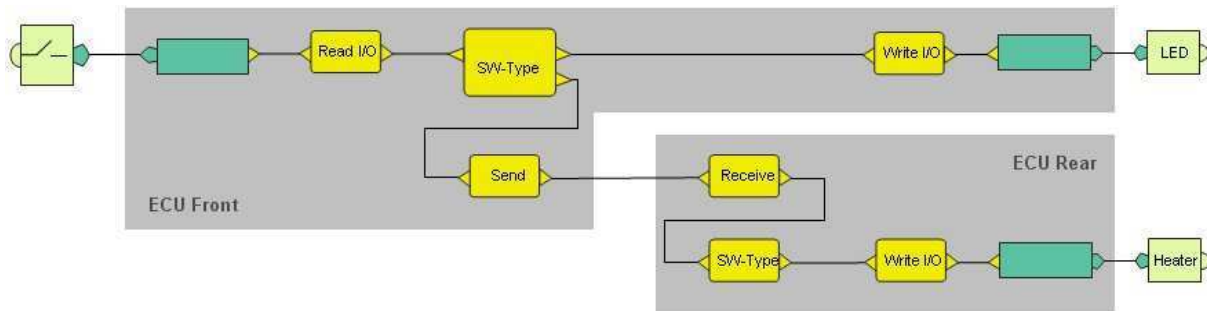 Read I/O
SW-Type
Write I/O
LED
Send
Receive
ECU Rear
ECU Front
SW-Type
Write I/O
Heater